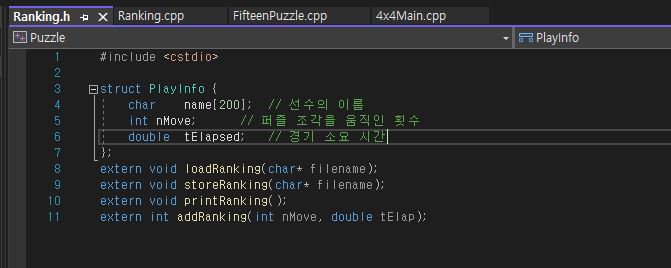 Ranking.h Ranking.cpp FifteenPuzzle.cpp 4x4Main.cpp
Puzzle PlayInfo
1 #include <cstdio>
2
3 struct PlayInfo {
4 char name[200]; // 선수의 이름
5 int nMove; // 퍼즐 조각을 움직인 횟수
6 double tElapsed; // 경기 소요 시간
7 };
8 extern void loadRanking(char* filename);
9 extern void storeRanking(char* filename);
10 extern void printRanking( );
11 extern int addRanking(int nMove, double tElap);